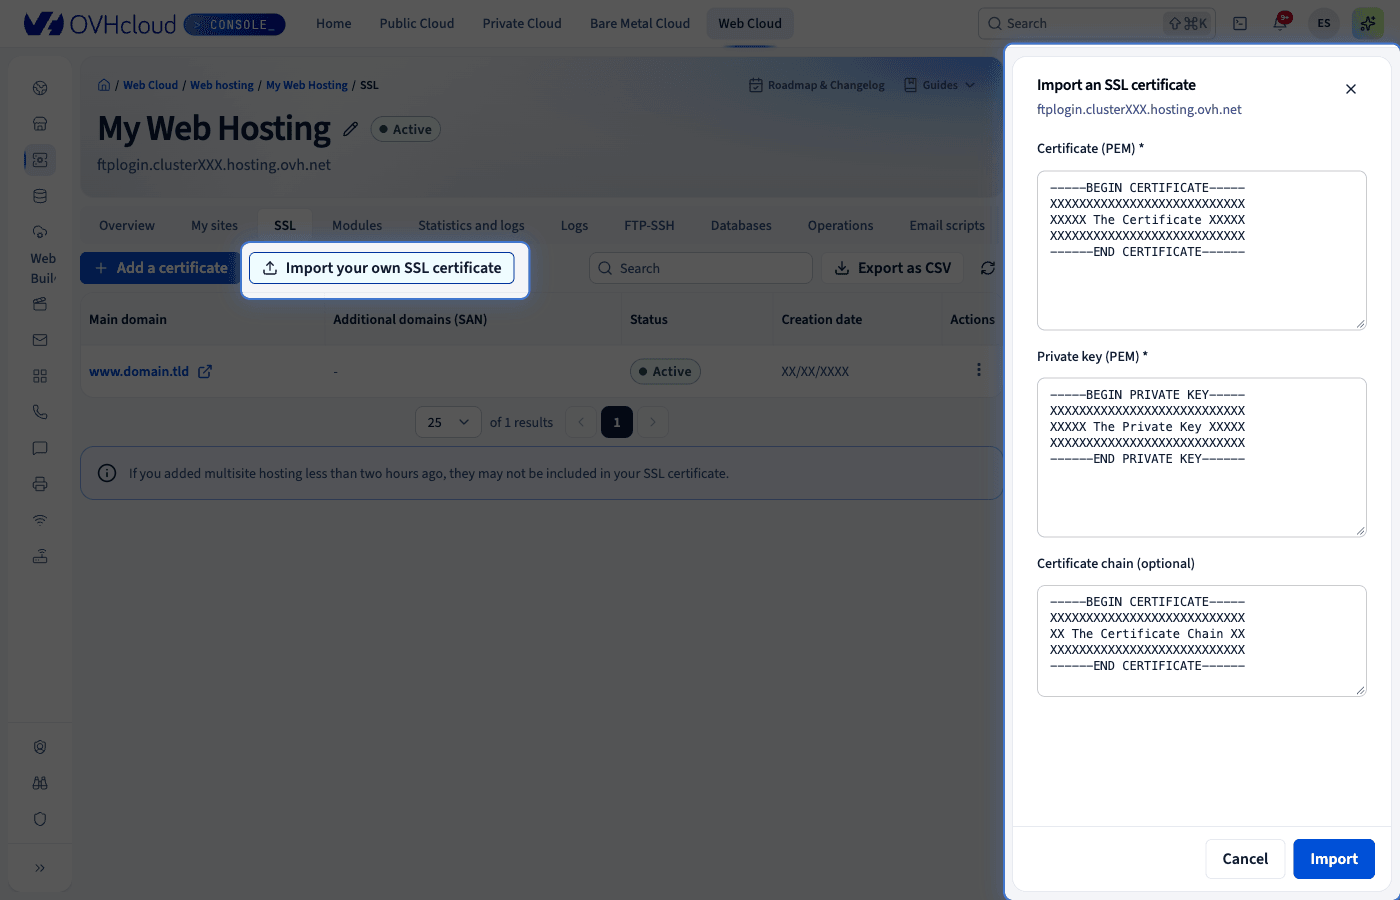 OVHcloud
> CONSOLE_
Home
Public Cloud
Private Cloud
Bare Metal Cloud
Web Cloud
Search
⇧⌘K
9+
ES
/ Web Cloud / Web hosting / My Web Hosting / SSL
Roadmap & Changelog
Guides
My Web Hosting
Active
ftplogin.clusterXXX.hosting.ovh.net
Overview
My sites
SSL
Modules
Statistics and logs
Logs
FTP-SSH
Databases
Operations
Email scripts
Web
Buil
+ Add a certificate
Import your own SSL certificate
Search
Export as CSV
Main domain
Additional domains (SAN)
Status
Creation date
Actions
www.domain.tld
-
Active
XX/XX/XXXX
25
of 1 results
1
If you added multisite hosting less than two hours ago, they may not be included in your SSL certificate.
Import an SSL certificate
ftplogin.clusterXXX.hosting.ovh.net
Certificate (PEM) *
-----BEGIN CERTIFICATE-----
XXXXXXXXXXXXXXXXXXXXXXXXXXX
XXXXX The Certificate XXXXX
XXXXXXXXXXXXXXXXXXXXXXXXXXX
------END CERTIFICATE------
Private key (PEM) *
-----BEGIN PRIVATE KEY-----
XXXXXXXXXXXXXXXXXXXXXXXXXXX
XXXXX The Private Key XXXXX
XXXXXXXXXXXXXXXXXXXXXXXXXXX
------END PRIVATE KEY------
Certificate chain (optional)
-----BEGIN CERTIFICATE-----
XXXXXXXXXXXXXXXXXXXXXXXXXXX
XX The Certificate Chain XX
XXXXXXXXXXXXXXXXXXXXXXXXXXX
------END CERTIFICATE------
Cancel
Import